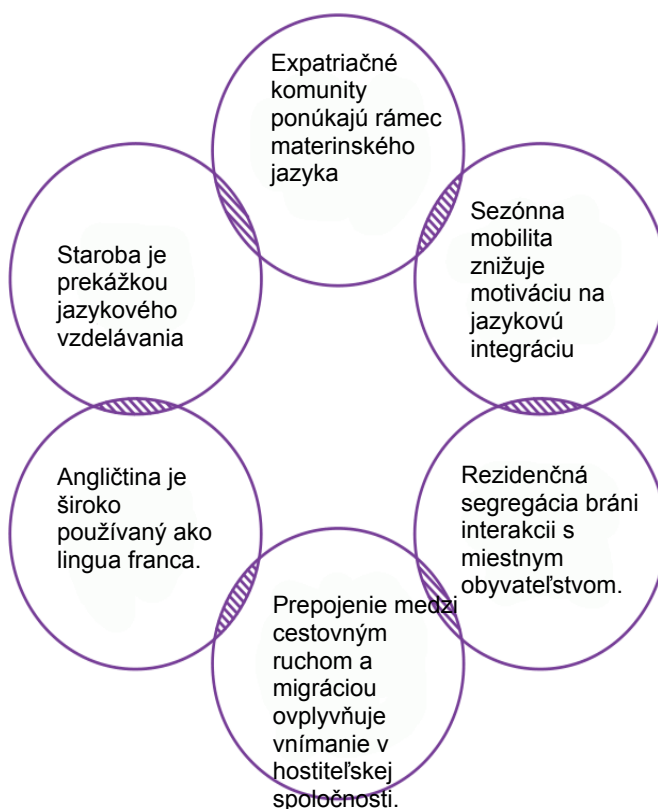 Expatriačné
komunity
ponúkajú rámec
materinského
jazyka
Sezónna
mobilita
znižuje
motiváciu na
jazykovú
integráciu
Staroba je
prekážkou
jazykového
vzdelávania
Angličtina je
široko
používaný ako
lingua franca.
Rezidenčná
segregácia bráni
interakcii s
miestnym
obyvateľstvom.
Prepojenie medzi
cestovným
ruchom a
migráciou
ovplyvňuje
vnímanie v
hostiteľskej
spoločnosti.